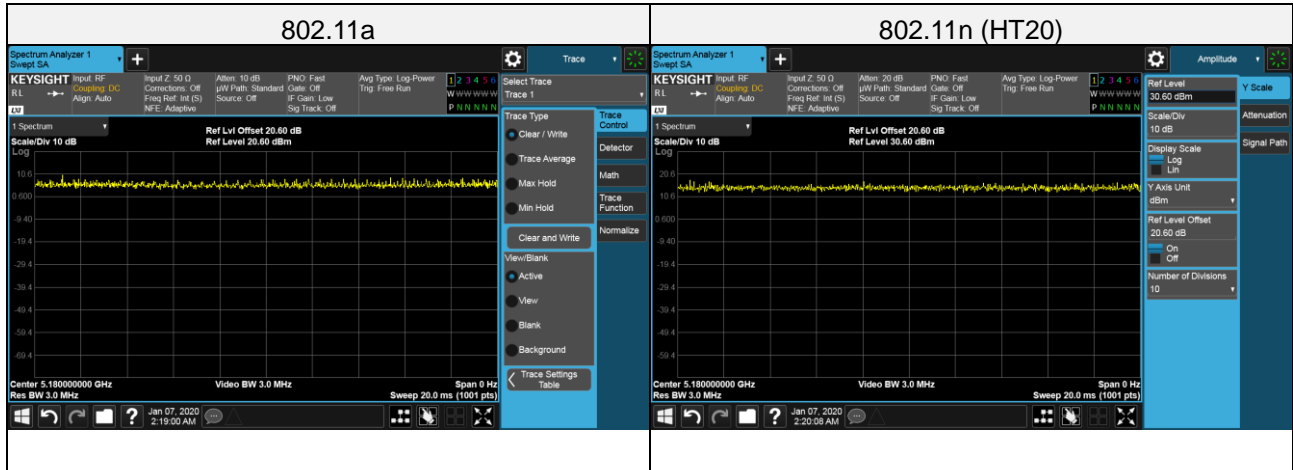 802.11a
Spectrum Analyzer 1
Swept SA
KEYSIGHT
RL
LXI
Input: RF
Coupling: DC
Align: Auto
Input Z: 50 Ω
Corrections: Off
Freq Ref: Int (S)
NFE: Adaptive
Atten: 10 dB
µW Path: Standard
Source: Off
PNO: Fast
Gate: Off
IF Gain: Low
Sig Track: Off
Avg Type: Log-Power
Trig: Free Run
1 2 3 4 5 6
W W W W W W
P N N N N N
1 Spectrum
Scale/Div 10 dB
Log
Ref Lvl Offset 20.60 dB
Ref Level 20.60 dBm
10.6
0.600
-9.40
-19.4
-29.4
-39.4
-49.4
-59.4
-69.4
Center 5.180000000 GHz
Res BW 3.0 MHz
Video BW 3.0 MHz
Span 0 Hz
Sweep 20.0 ms (1001 pts)
Jan 07, 2020
2:19:00 AM
Trace
Select Trace
Trace 1
Trace Type
Clear / Write
Trace Average
Max Hold
Min Hold
Clear and Write
View/Blank
Active
View
Blank
Background
Trace Settings
Table
Trace
Control
Detector
Math
Trace
Function
Normalize
802.11n (HT20)
Spectrum Analyzer 1
Swept SA
KEYSIGHT
RL
LXI
Input: RF
Coupling: DC
Align: Auto
Input Z: 50 Ω
Corrections: Off
Freq Ref: Int (S)
NFE: Adaptive
Atten: 20 dB
µW Path: Standard
Source: Off
PNO: Fast
Gate: Off
IF Gain: Low
Sig Track: Off
Avg Type: Log-Power
Trig: Free Run
1 2 3 4 5 6
W W W W W W
P N N N N N
1 Spectrum
Scale/Div 10 dB
Log
Ref Lvl Offset 20.60 dB
Ref Level 30.60 dBm
20.6
10.6
0.600
-9.40
-19.4
-29.4
-39.4
-49.4
-59.4
Center 5.180000000 GHz
Res BW 3.0 MHz
Video BW 3.0 MHz
Span 0 Hz
Sweep 20.0 ms (1001 pts)
Jan 07, 2020
2:20:08 AM
Amplitude
Ref Level
30.60 dBm
Scale/Div
10 dB
Display Scale
Log
Lin
Y Axis Unit
dBm
Ref Level Offset
20.60 dB
On
Off
Number of Divisions
10
Y Scale
Attenuation
Signal Path